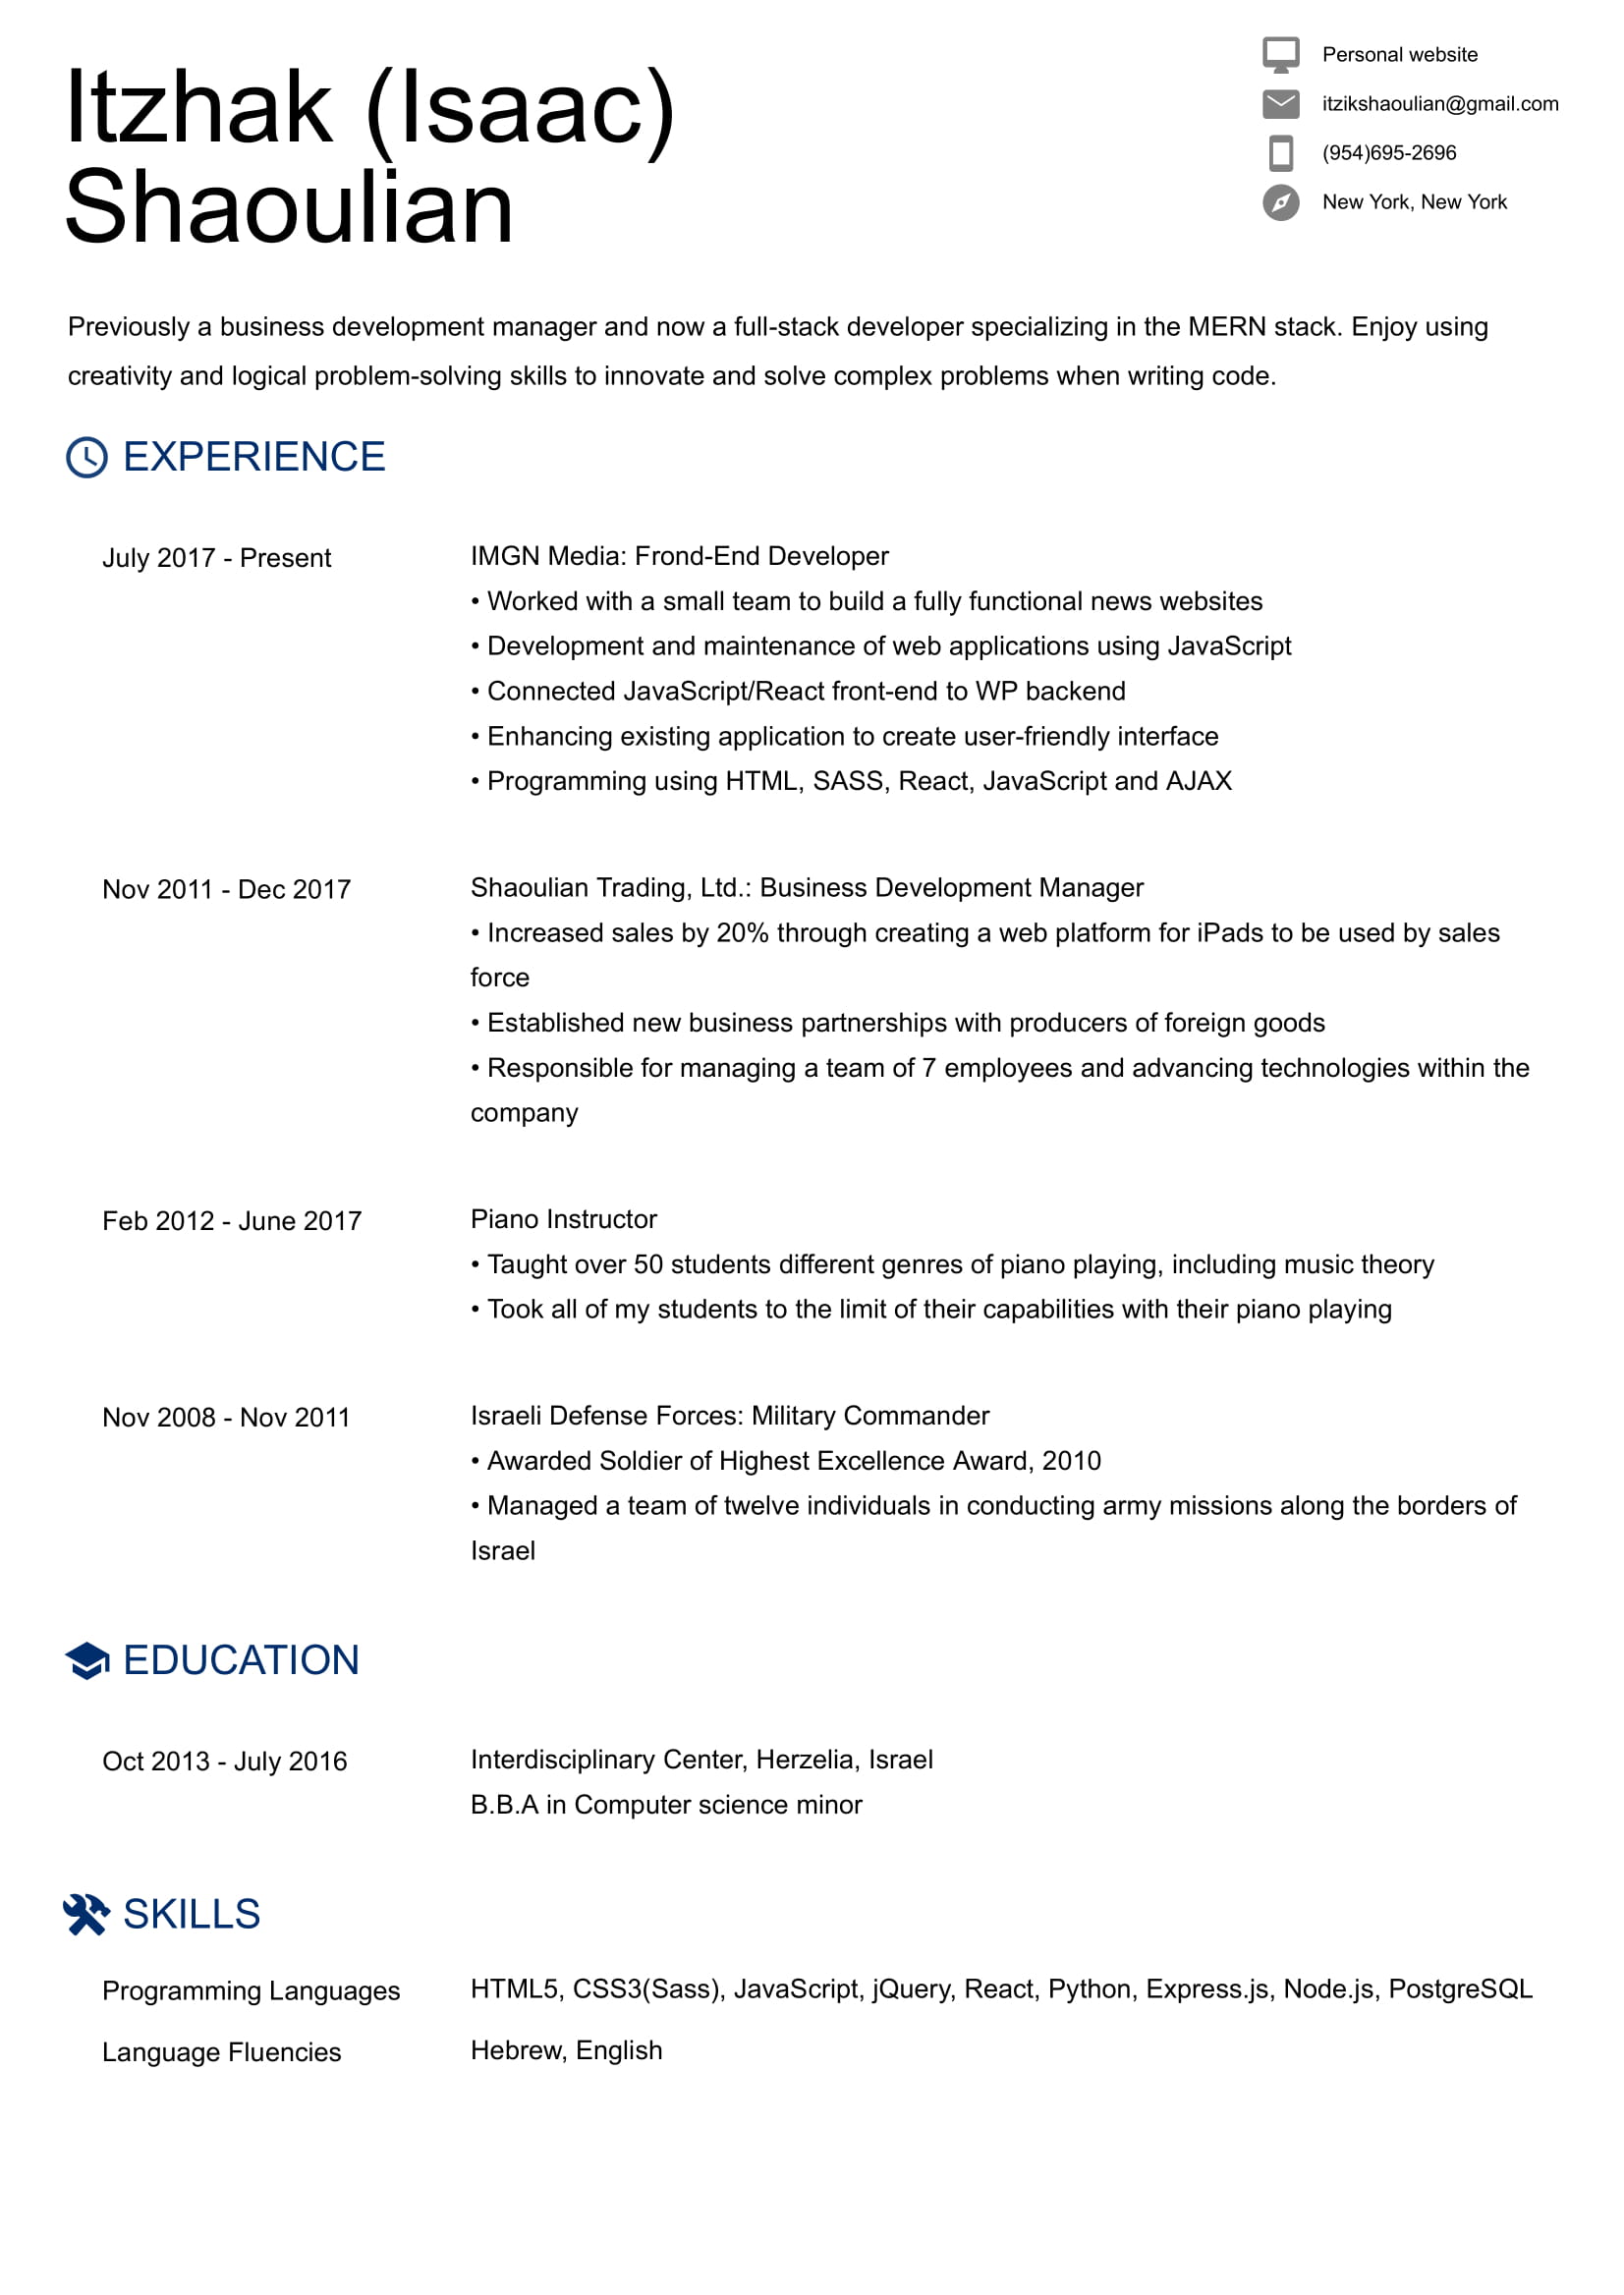 Itzhak (Isaac)
Shaoulian
Personal website
itzikshaoulian@gmail.com
(954)695-2696
New York, New York
Previously a business development manager and now a full-stack developer specializing in the MERN stack. Enjoy using
creativity and logical problem-solving skills to innovate and solve complex problems when writing code.
EXPERIENCE
July 2017 - Present
IMGN Media: Frond-End Developer
• Worked with a small team to build a fully functional news websites
• Development and maintenance of web applications using JavaScript
• Connected JavaScript/React front-end to WP backend
• Enhancing existing application to create user-friendly interface
• Programming using HTML, SASS, React, JavaScript and AJAX
Nov 2011 - Dec 2017
Shaoulian Trading, Ltd.: Business Development Manager
• Increased sales by 20% through creating a web platform for iPads to be used by sales
force
• Established new business partnerships with producers of foreign goods
• Responsible for managing a team of 7 employees and advancing technologies within the
company
Feb 2012 - June 2017
Piano Instructor
• Taught over 50 students different genres of piano playing, including music theory
• Took all of my students to the limit of their capabilities with their piano playing
Nov 2008 - Nov 2011
Israeli Defense Forces: Military Commander
• Awarded Soldier of Highest Excellence Award, 2010
• Managed a team of twelve individuals in conducting army missions along the borders of
Israel
EDUCATION
Oct 2013 - July 2016
Interdisciplinary Center, Herzelia, Israel
B.B.A in Computer science minor
SKILLS
Programming Languages
HTML5, CSS3(Sass), JavaScript, jQuery, React, Python, Express.js, Node.js, PostgreSQL
Language Fluencies
Hebrew, English